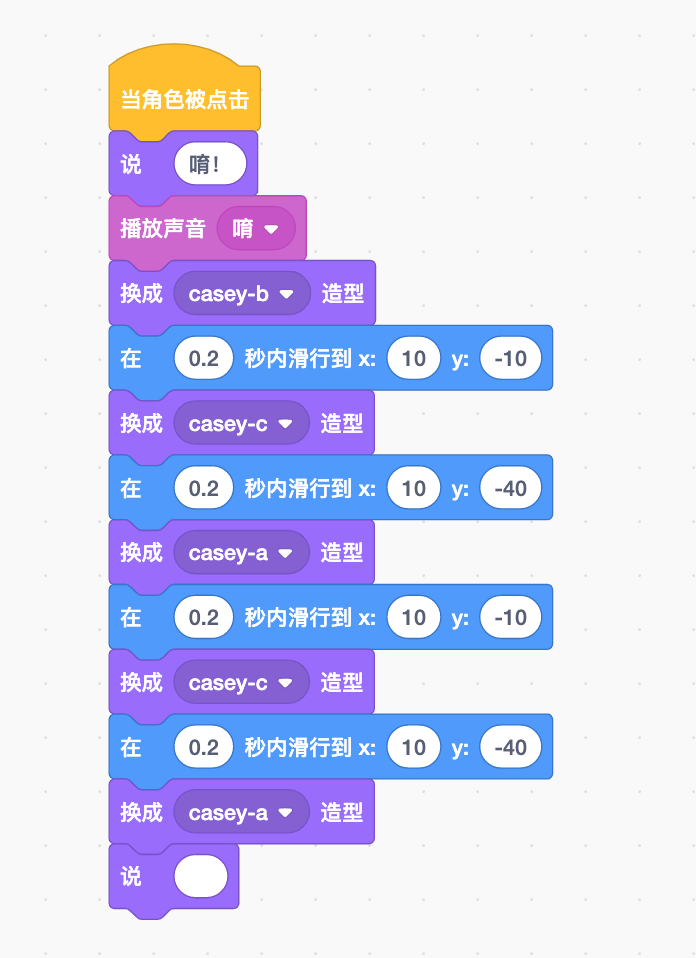 当角色被点击
说 唷！
播放声音 唷
换成 casey-b 造型
在 0.2 秒内滑行到 x: 10 y: -10
换成 casey-c 造型
在 0.2 秒内滑行到 x: 10 y: -40
换成 casey-a 造型
在 0.2 秒内滑行到 x: 10 y: -10
换成 casey-c 造型
在 0.2 秒内滑行到 x: 10 y: -40
换成 casey-a 造型
说